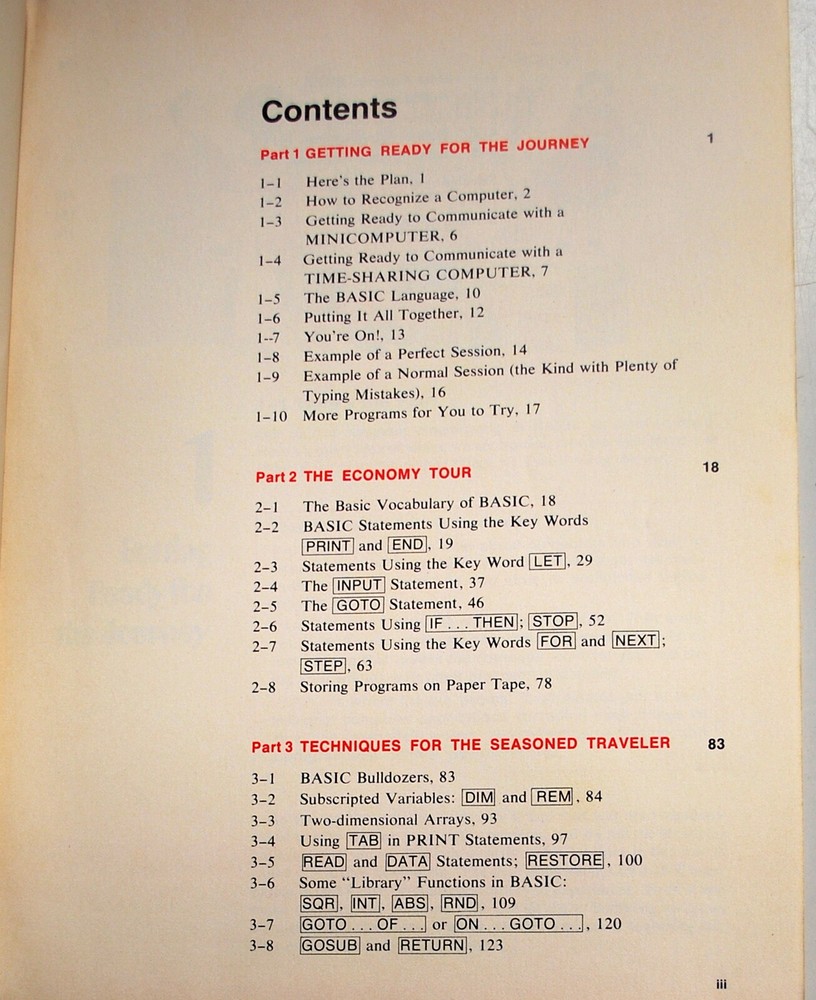 Contents
Part 1 GETTING READY FOR THE JOURNEY 1
1-1 Here's the Plan, 1
1-2 How to Recognize a Computer, 2
1-3 Getting Ready to Communicate with a
MINICOMPUTER, 6
1-4 Getting Ready to Communicate with a
TIME-SHARING COMPUTER, 7
1-5 The BASIC Language, 10
1-6 Putting It All Together, 12
1--7 You're On!, 13
1-8 Example of a Perfect Session, 14
1-9 Example of a Normal Session (the Kind with Plenty of
Typing Mistakes), 16
1-10 More Programs for You to Try, 17
Part 2 THE ECONOMY TOUR 18
2-1 The Basic Vocabulary of BASIC, 18
2-2 BASIC Statements Using the Key Words
PRINT and END, 19
2-3 Statements Using the Key Word LET, 29
2-4 The INPUT Statement, 37
2-5 The GOTO Statement, 46
2-6 Statements Using IF . . . THEN; STOP, 52
2-7 Statements Using the Key Words FOR and NEXT;
STEP, 63
2-8 Storing Programs on Paper Tape, 78
Part 3 TECHNIQUES FOR THE SEASONED TRAVELER 83
3-1 BASIC Bulldozers, 83
3-2 Subscripted Variables: DIM and REM, 84
3-3 Two-dimensional Arrays, 93
3-4 Using TAB in PRINT Statements, 97
3-5 READ and DATA Statements; RESTORE, 100
3-6 Some “Library” Functions in BASIC:
SQR, INT, ABS, RND, 109
3-7 GOTO . . . OF . . . or ON . . . GOTO . . . , 120
3-8 GOSUB and RETURN, 123
iii